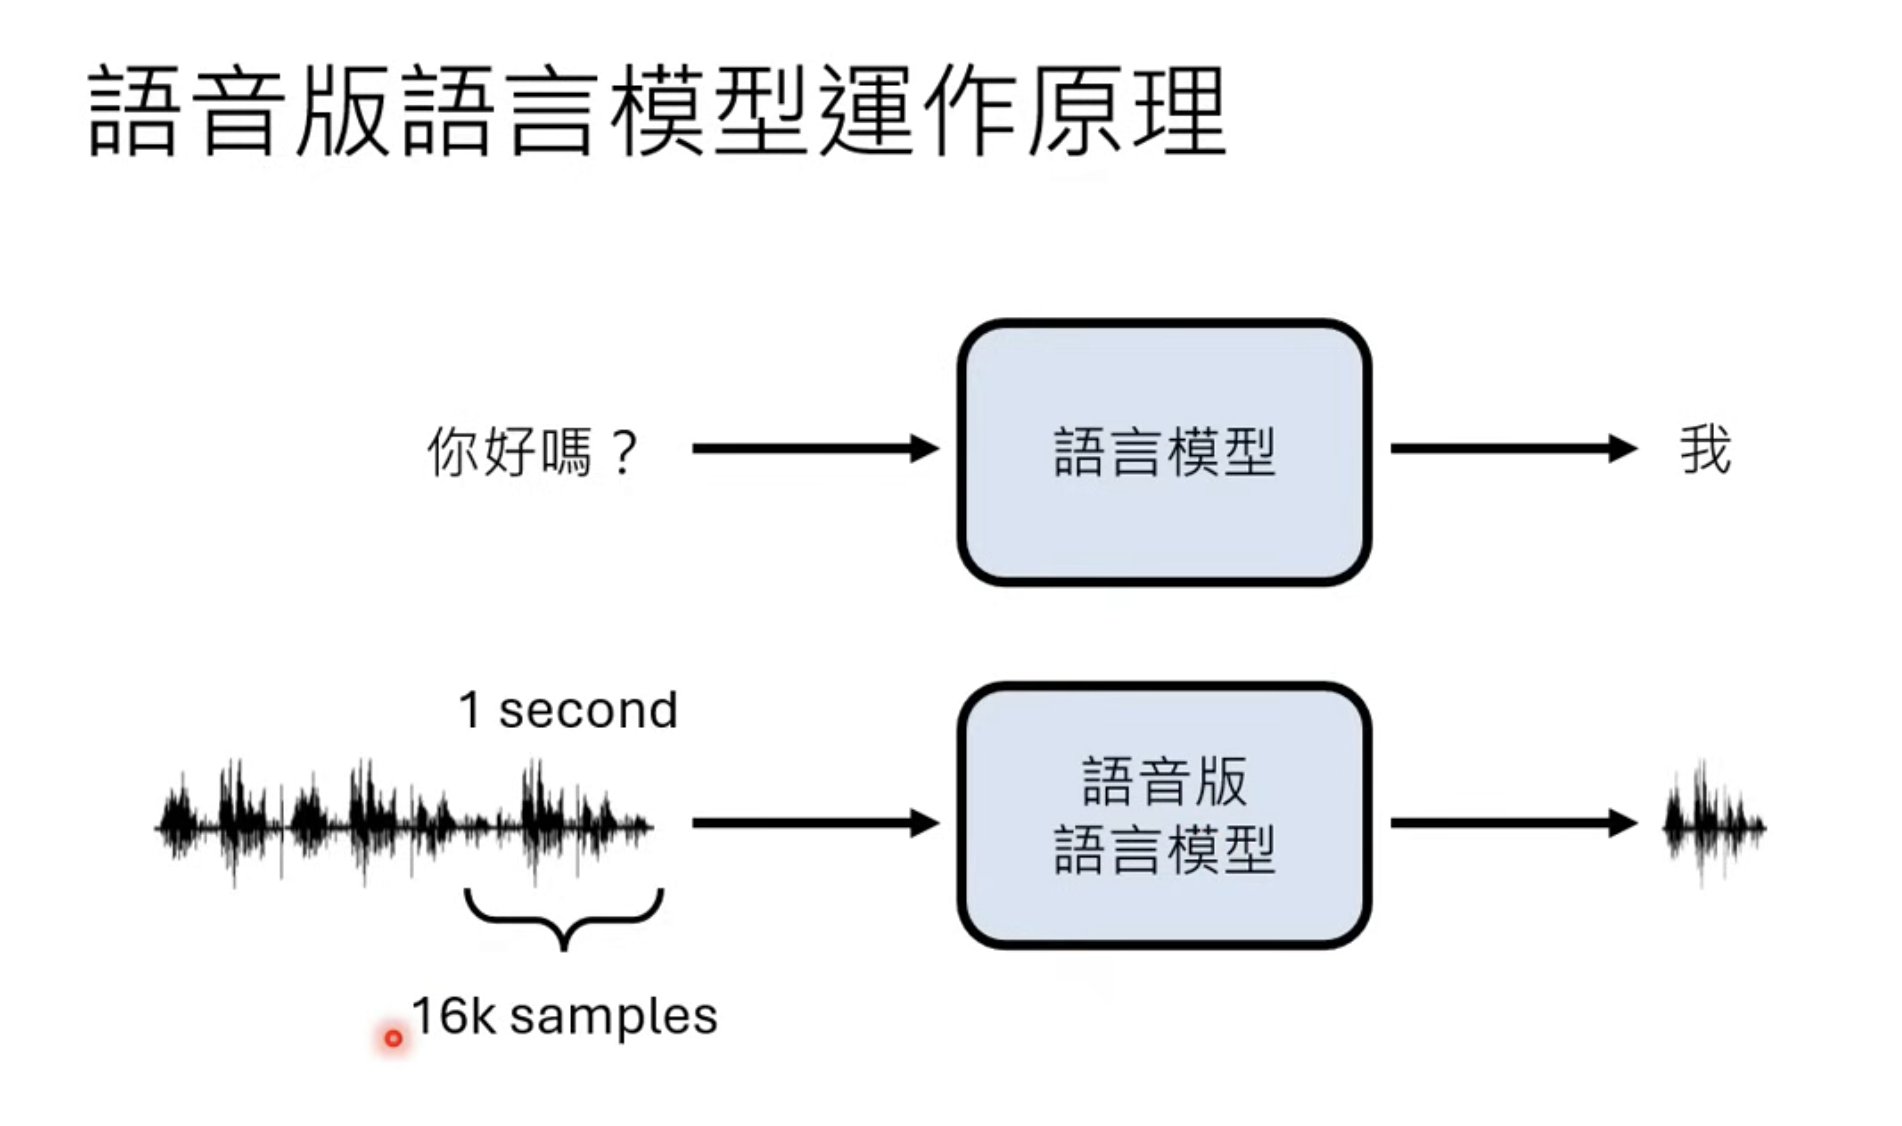 語音版語言模型運作原理
你好嗎？
語言模型
我
1 second
語音版
語言模型
16k samples